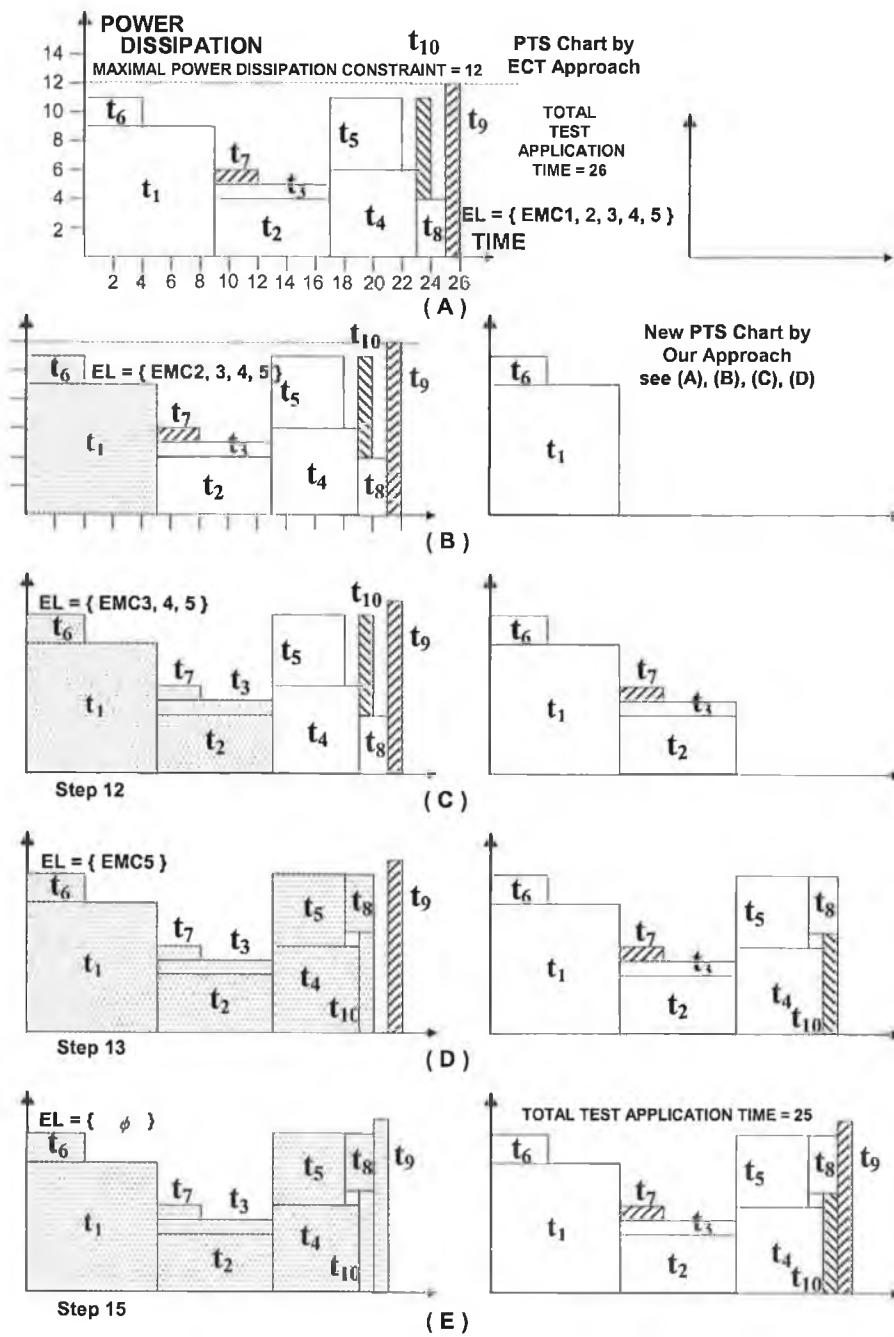 POWER
DISSIPATION
MAXIMAL POWER DISSIPATION CONSTRAINT = 12
t10
PTS Chart by
ECT Approach
14
12
10
8
6
4
2
t6
t1
t7
t3
t2
t5
t4
t8
t9
TOTAL
TEST
APPLICATION
TIME = 26
EL = { EMC1, 2, 3, 4, 5 }
TIME
2 4 6 8 10 12 14 16 18 20 22 24 26
( A )
t6
EL = { EMC2, 3, 4, 5 }
t10
t9
t1
t7
t3
t2
t5
t4
t8
New PTS Chart by
Our Approach
see (A), (B), (C), (D)
t6
t1
( B )
EL = { EMC3, 4, 5 }
t6
t10
t9
t1
t7
t3
t2
t5
t4
t8
t6
t1
t7
t3
t2
Step 12
( C )
EL = { EMC5 }
t6
t1
t7
t3
t2
t5
t8
t9
t4
t10
t6
t1
t7
t3
t2
t5
t8
t4
t10
Step 13
( D )
EL = { ϕ }
t6
t1
t7
t3
t2
t5
t8
t9
t4
t10
TOTAL TEST APPLICATION TIME = 25
t6
t1
t7
t3
t2
t5
t8
t9
t4
t10
Step 15
( E )